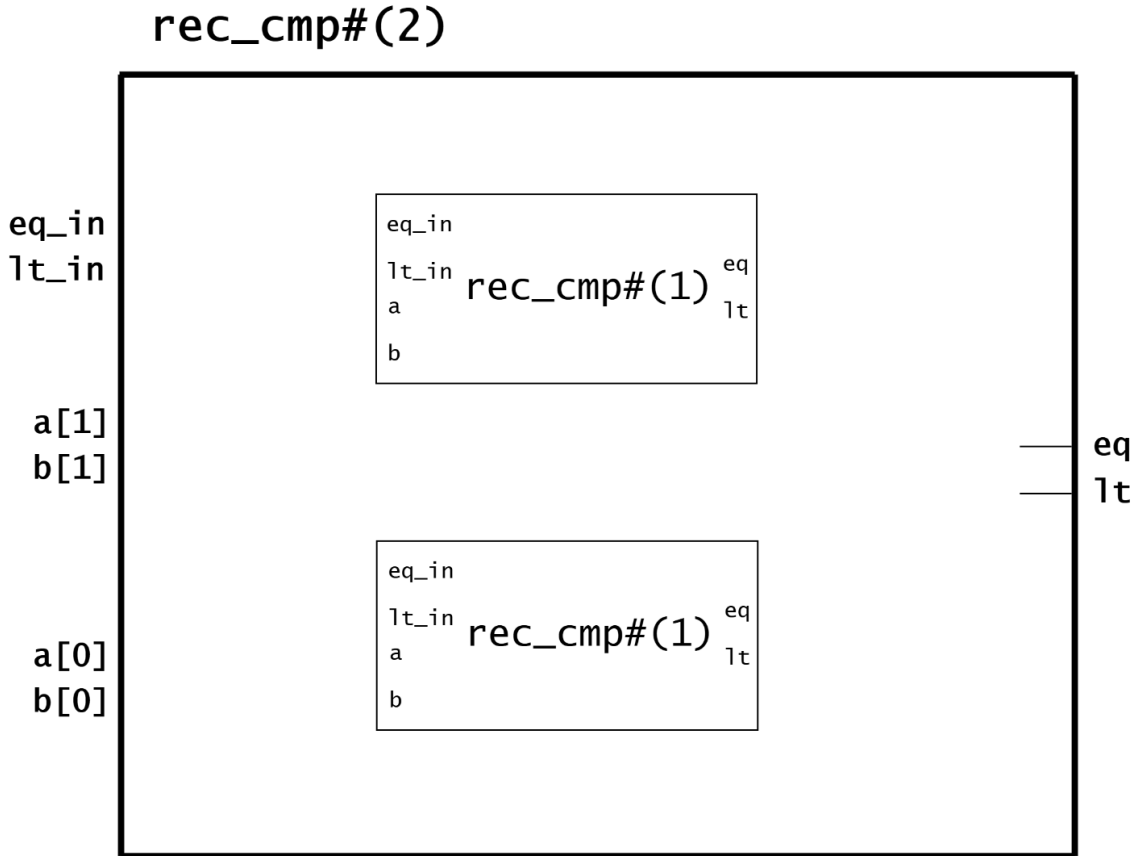 rec_cmp#(2)
eq_in
lt_in
a[1]
b[1]
a[0]
b[0]
eq_in
lt_in
a
b
rec_cmp#(1)
eq
lt
eq_in
lt_in
a
b
rec_cmp#(1)
eq
lt
eq
lt